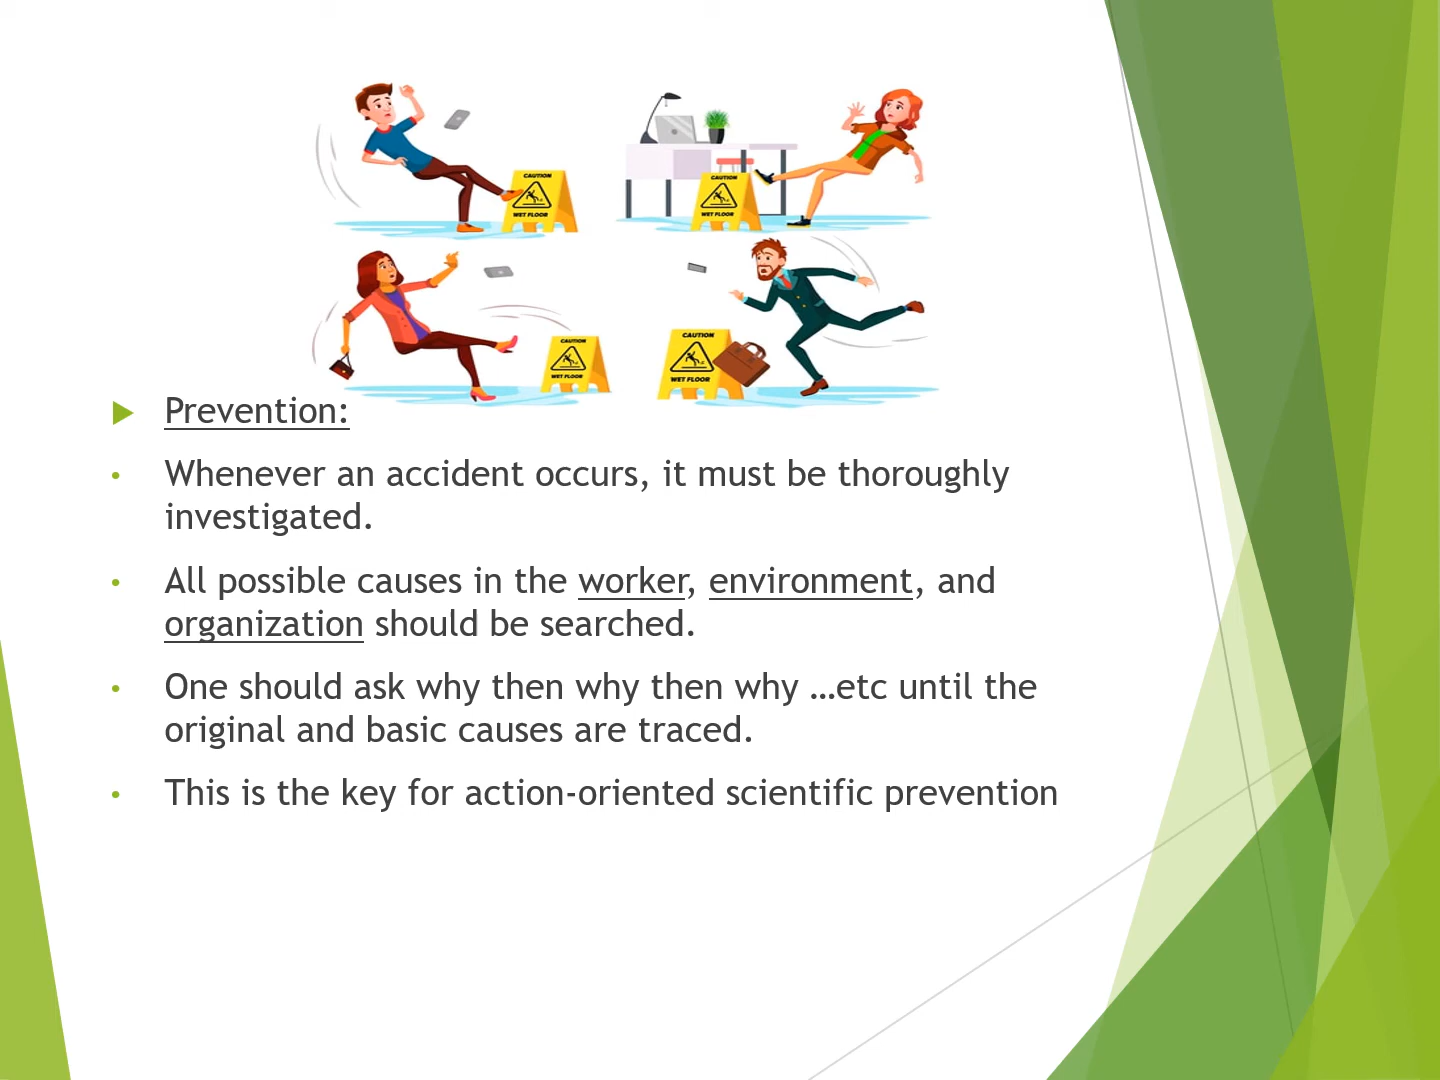 CAUTION
WET FLOOR
CAUTION
WET FLOOR
CAUTION
WET FLOOR
CAUTION
WET FLOOR
Prevention:
• Whenever an accident occurs, it must be thoroughly
investigated.
• All possible causes in the worker, environment, and
organization should be searched.
• One should ask why then why then why …etc until the
original and basic causes are traced.
• This is the key for action-oriented scientific prevention